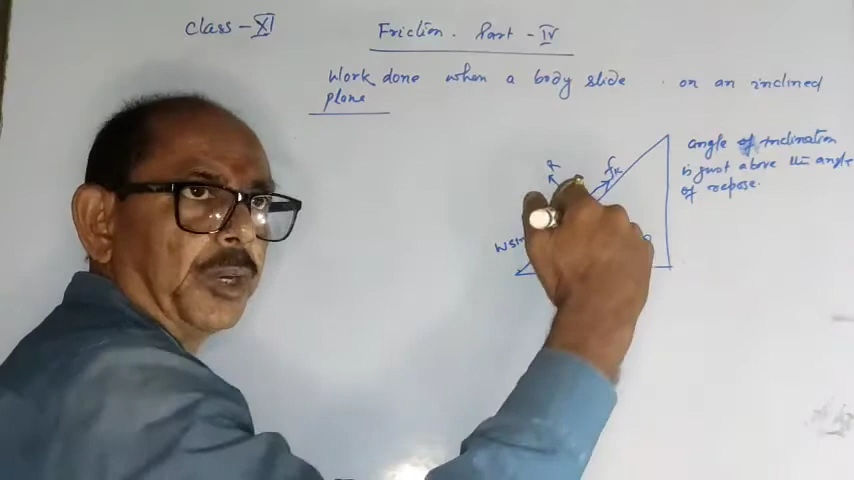 class - XI
Friction. Part - IV
Work done when a body slide on an inclined
plane
angle of inclination
is just above the angle
of repose.
R
fk